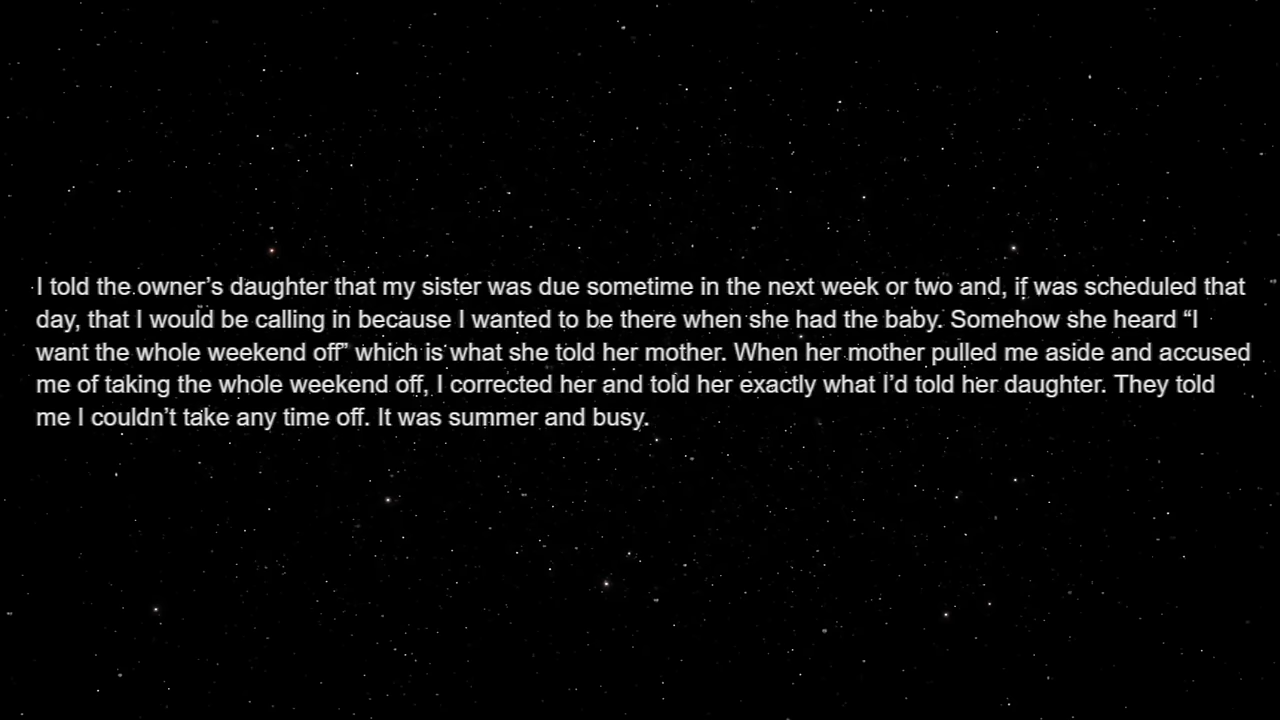 I told the owner’s daughter that my sister was due sometime in the next week or two and, if was scheduled that
day, that I would be calling in because I wanted to be there when she had the baby. Somehow she heard “I
want the whole weekend off” which is what she told her mother. When her mother pulled me aside and accused
me of taking the whole weekend off, I corrected her and told her exactly what I’d told her daughter. They told
me I couldn’t take any time off. It was summer and busy.